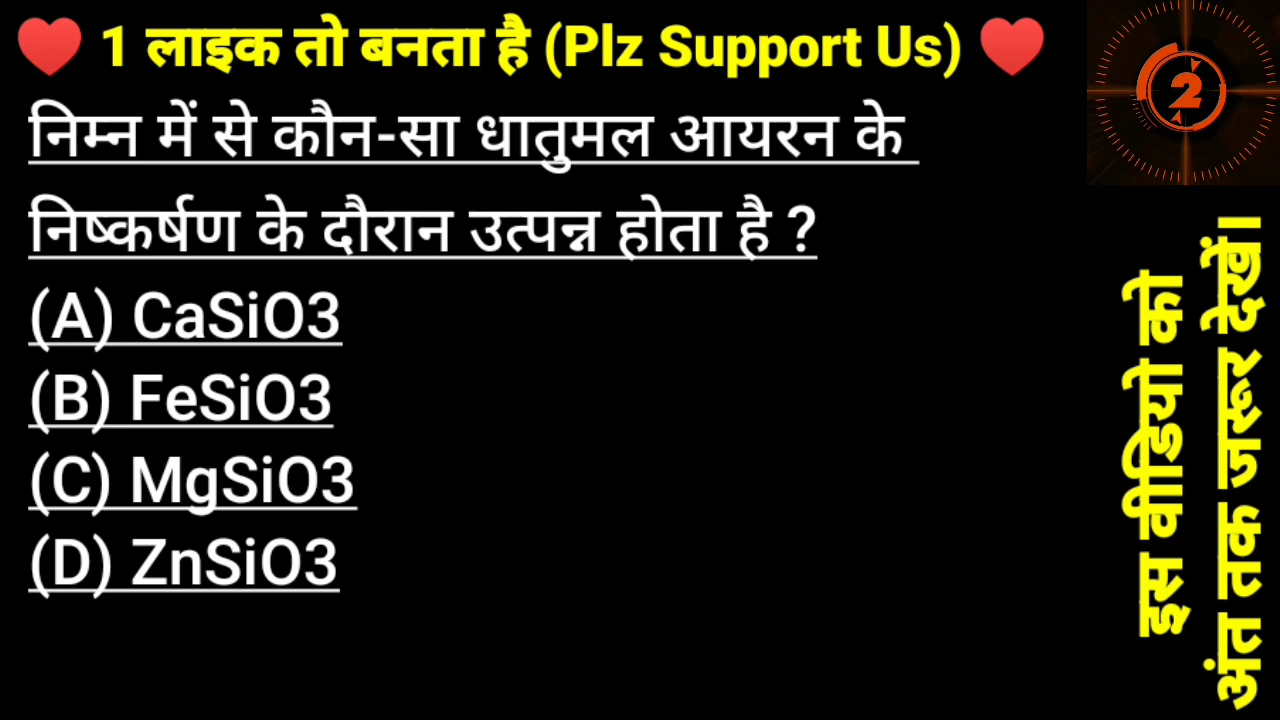 ❤️ 1 लाइक तो बनता है (Plz Support Us) ❤️
2
निम्न में से कौन-सा धातुमल आयरन के
निष्कर्षण के दौरान उत्पन्न होता है ?
(A) CaSiO3
(B) FeSiO3
(C) MgSiO3
(D) ZnSiO3
इस वीडियो को
अंत तक जरूर देखें।